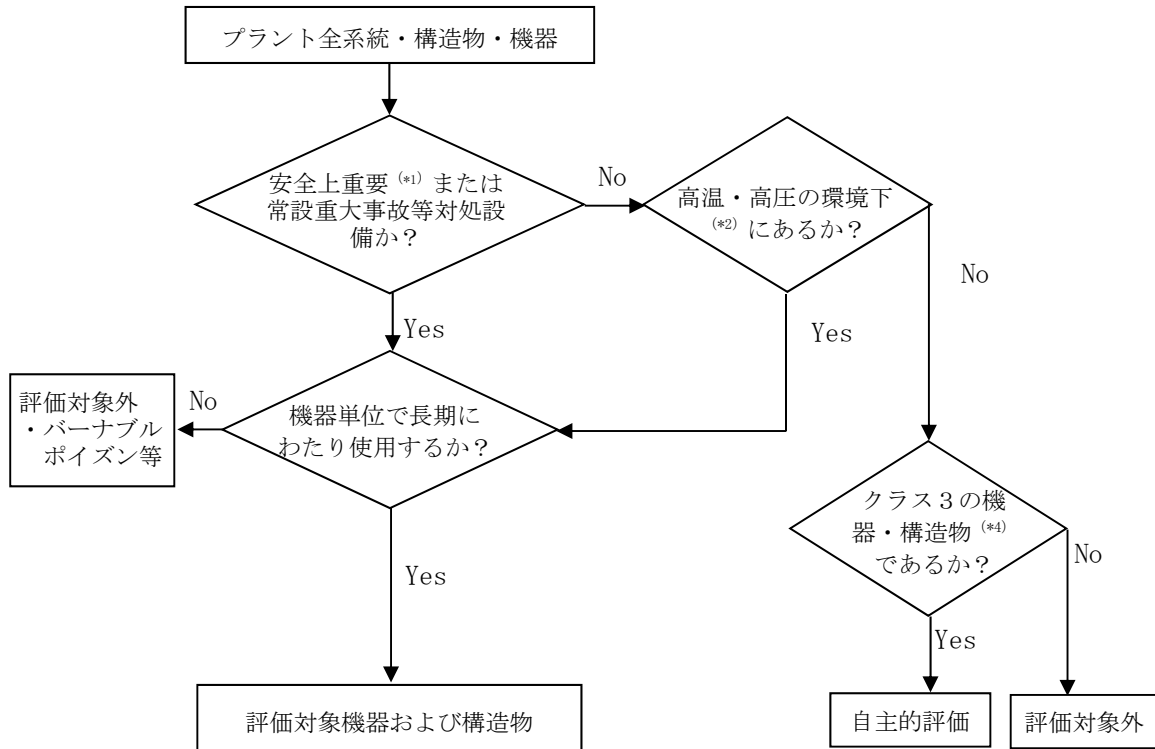 プラント全系統・構造物・機器
安全上重要(*1)または
常設重大事故等対処設
備か？
No
高温・高圧の環境下
(*2)にあるか？
No
Yes
Yes
評価対象外
・バーナブル
ポイズン等
No
機器単位で長期に
わたり使用するか？
クラス３の機
器・構造物(*4)
であるか？
No
Yes
Yes
評価対象機器および構造物
自主的評価
評価対象外